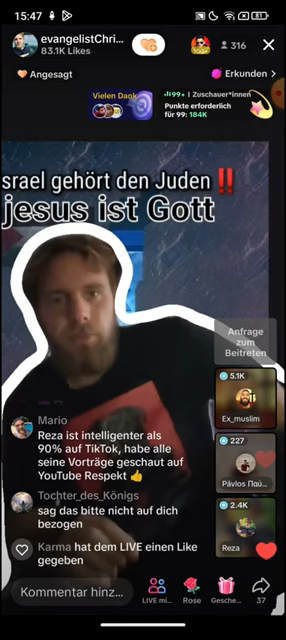 15:47
81
evangelistChri...
83.1K Likes
316
Angesagt
Erkunden >
Vielen Dank
99+ | Zuschauer*innen
Punkte erforderlich
für 99: 184K
srael gehört den Juden ‼️
jesus ist Gott
Anfrage
zum
Beitreten
5.1K
Ex_muslim
227
Pávlos Παύ...
2.4K
Reza
Mario
Reza ist intelligenter als
90% auf TikTok, habe alle
seine Vorträge geschaut auf
YouTube Respekt 👍
Tochter_des_Königs
sag das bitte nicht auf dich
bezogen
Karma hat dem LIVE einen Like
gegeben
Kommentar hinz...
LIVE mi...
Rose
Gesche...
37